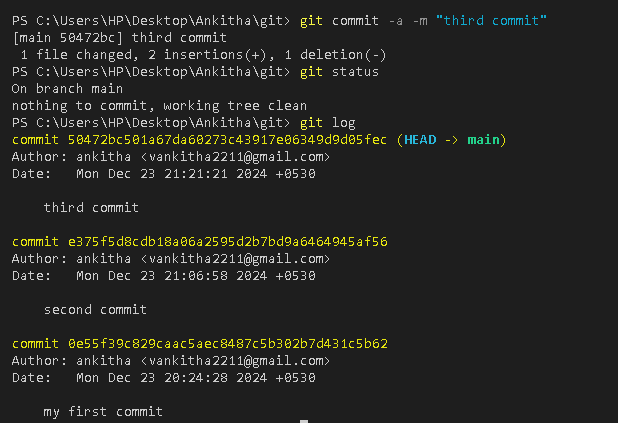 PS C:\Users\HP\Desktop\Ankitha\git> git commit -a -m "third commit"
[main 50472bc] third commit
 1 file changed, 2 insertions(+), 1 deletion(-)
PS C:\Users\HP\Desktop\Ankitha\git> git status
On branch main
nothing to commit, working tree clean
PS C:\Users\HP\Desktop\Ankitha\git> git log
commit 50472bc501a67da60273c43917e06349d9d05fec (HEAD -> main)
Author: ankitha <vankitha2211@gmail.com>
Date:   Mon Dec 23 21:21:21 2024 +0530
    third commit
commit e375f5d8cdb18a06a2595d2b7bd9a6464945af56
Author: ankitha <vankitha2211@gmail.com>
Date:   Mon Dec 23 21:06:58 2024 +0530
    second commit
commit 0e55f39c829caac5aec8487c5b302b7d431c5b62
Author: ankitha <vankitha2211@gmail.com>
Date:   Mon Dec 23 20:24:28 2024 +0530
    my first commit